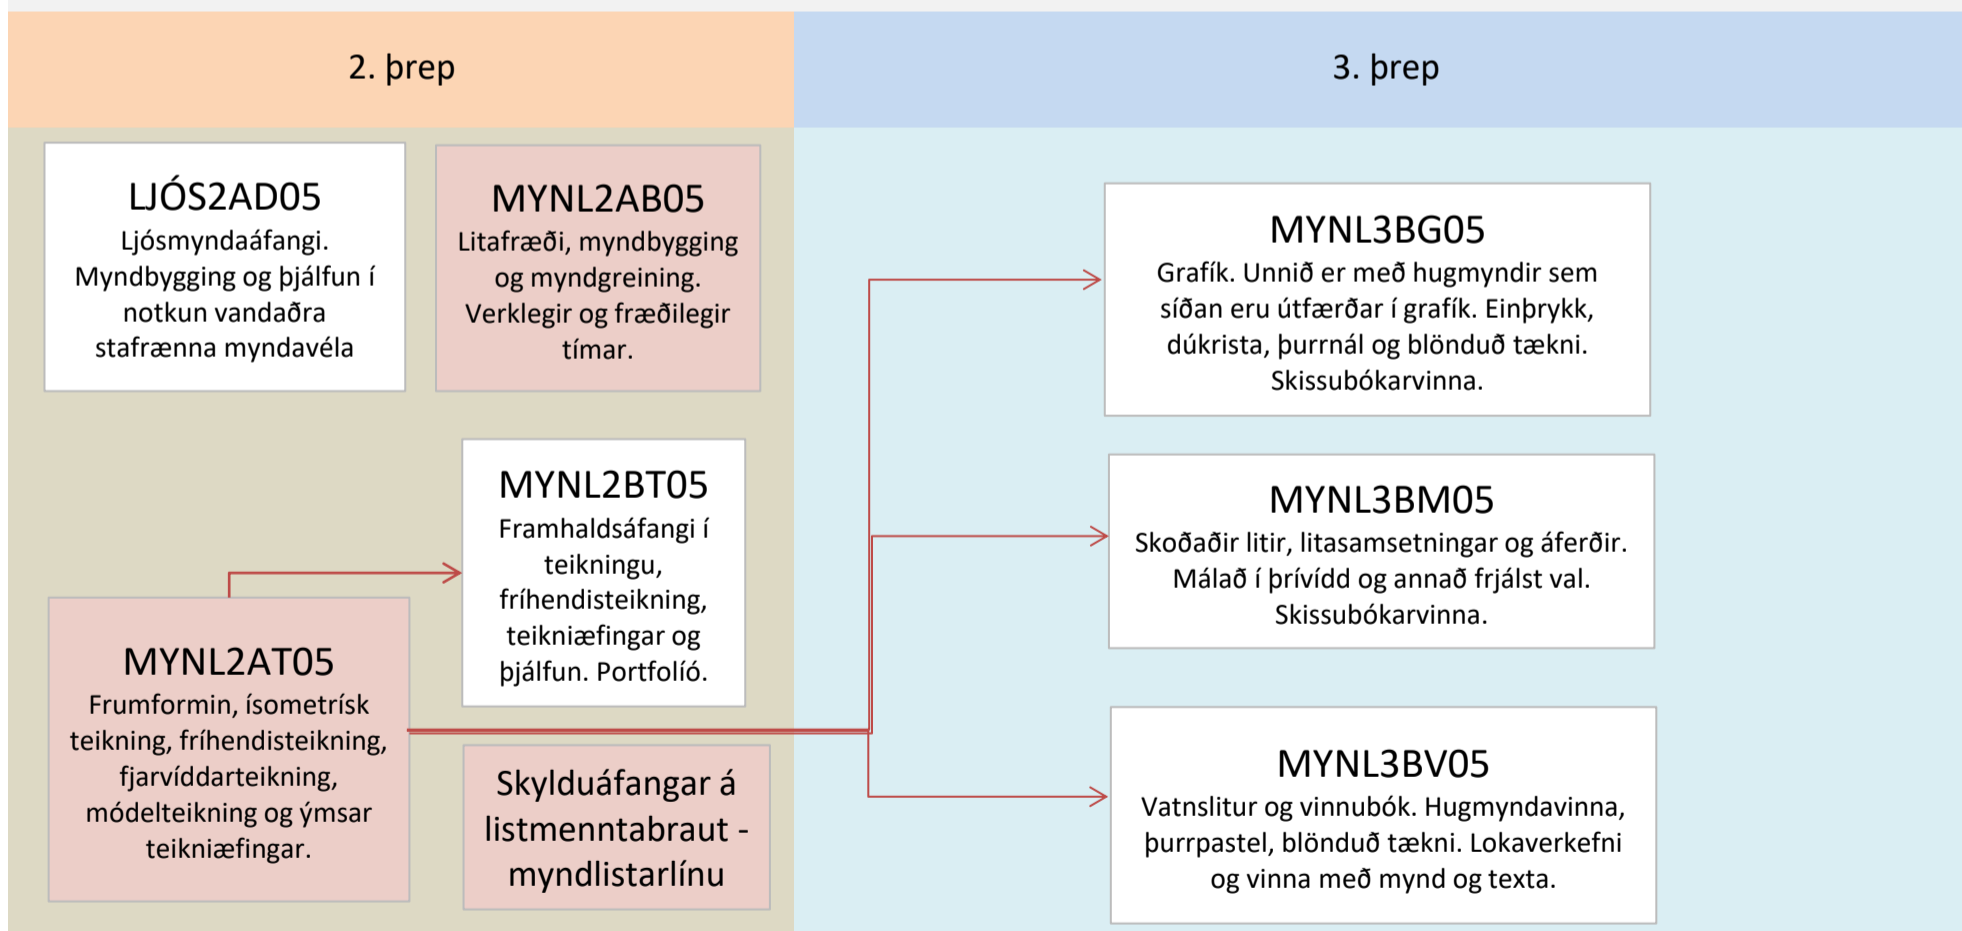 2. þrep
3. þrep
LJÓS2AD05
Ljósmyndaáfangi.
Myndbygging og þjálfun í
notkun vandaðra
stafrænna myndavéla
MYNL2AB05
Litafræði, myndbygging
og myndgreining.
Verklegir og fræðilegir
tímar.
MYNL2BT05
Framhaldsáfangi í
teikningu,
fríhendisteikning,
teikniæfingar og
þjálfun. Portfolíó.
MYNL2AT05
Frumformin, ísometrísk
teikning, fríhendisteikning,
fjarvíddarteikning,
módelteikning og ýmsar
teikniæfingar.
Skylduáfangar á
listmenntabraut -
myndlistarlínu
MYNL3BG05
Grafík. Unnið er með hugmyndir sem
síðan eru útfærðar í grafík. Einþrykk,
dúkrista, þurrnál og blönduð tækni.
Skissubókarvinna.
MYNL3BM05
Skoðaðir litir, litasamsetningar og áferðir.
Málað í þrívídd og annað frjálst val.
Skissubókarvinna.
MYNL3BV05
Vatnslitur og vinnubók. Hugmyndavinna,
þurrpastel, blönduð tækni. Lokaverkefni
og vinna með mynd og texta.